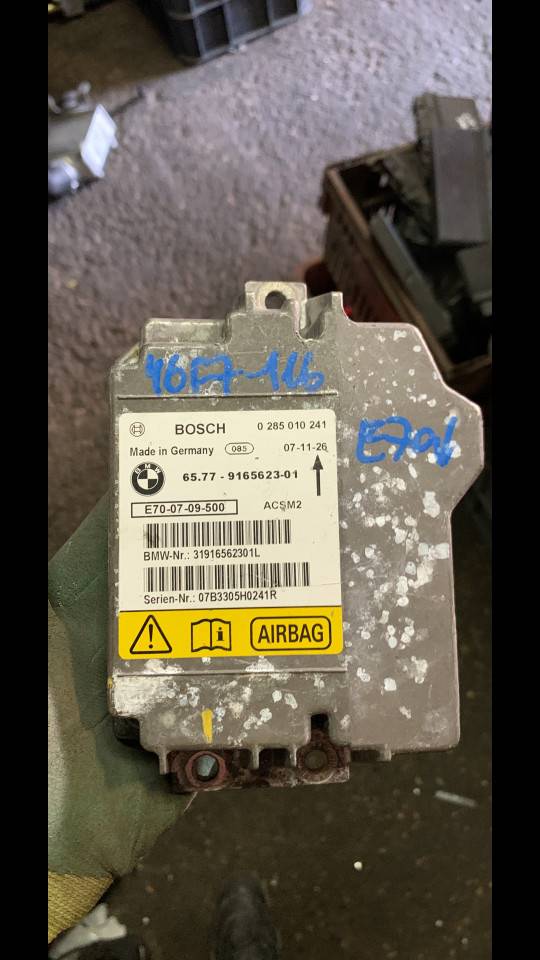 46F7-116
E70
BOSCH 0 285 010 241
Made in Germany 085 07-11-26
BMW 65.77 - 9165623-01
E70-07-09-500 ACSM2
BMW-Nr.: 31916562301L
Serien-Nr.: 07B3305H0241R
AIRBAG